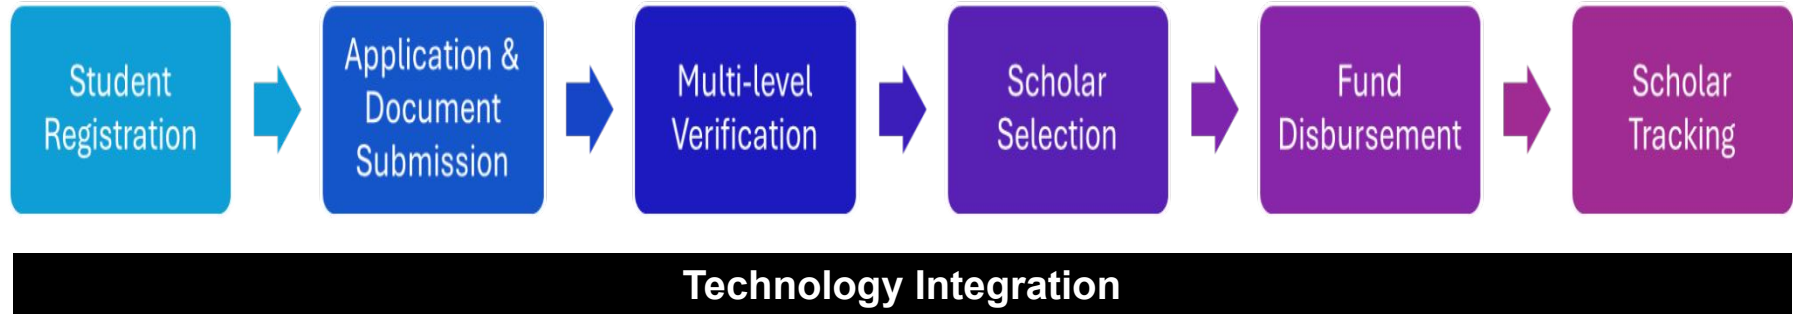 Student
Registration
Application &
Document
Submission
Multi-level
Verification
Scholar
Selection
Fund
Disbursement
Scholar
Tracking
Technology Integration